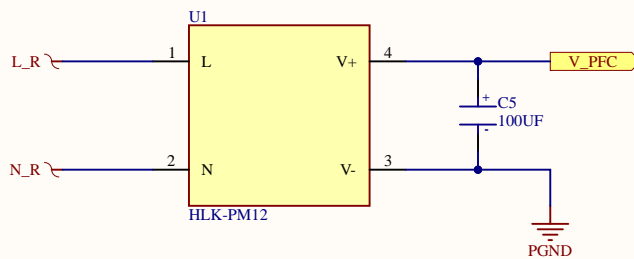 U1
1
L
V+
4
L_R
V_PFC
+
C5
100UF
-
2
N
V-
3
N_R
HLK-PM12
PGND